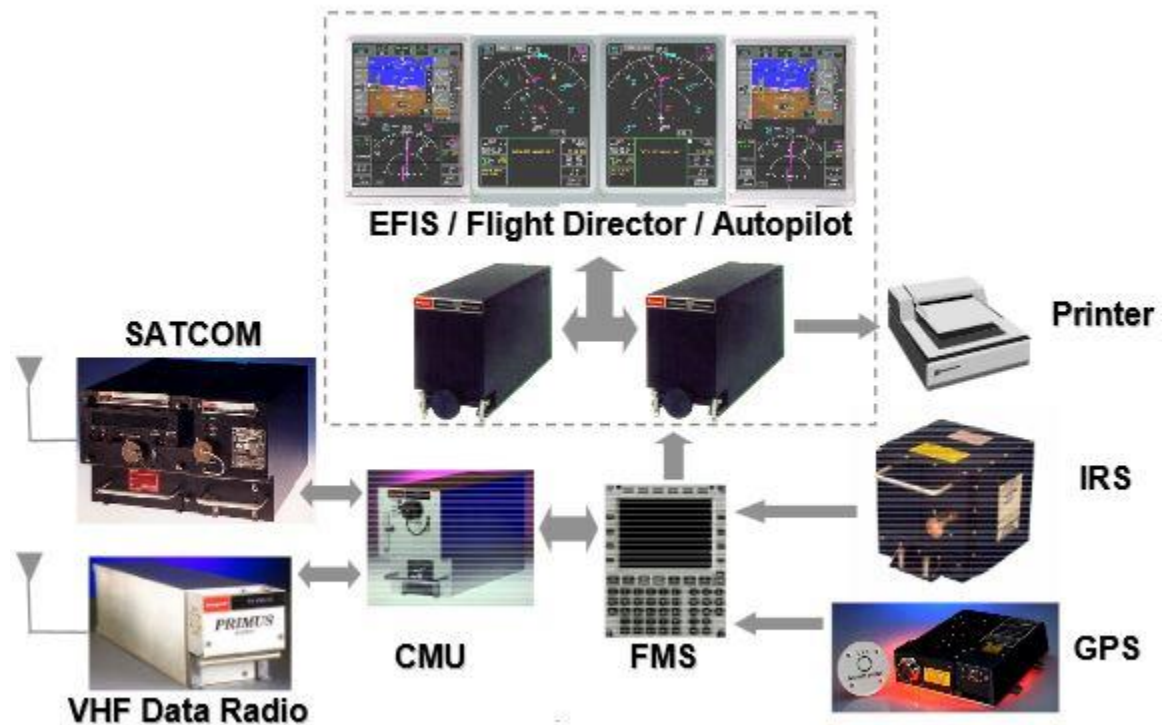 EFIS / Flight Director / Autopilot
Printer
SATCOM
IRS
PRIMUS
CMU
FMS
GPS
VHF Data Radio